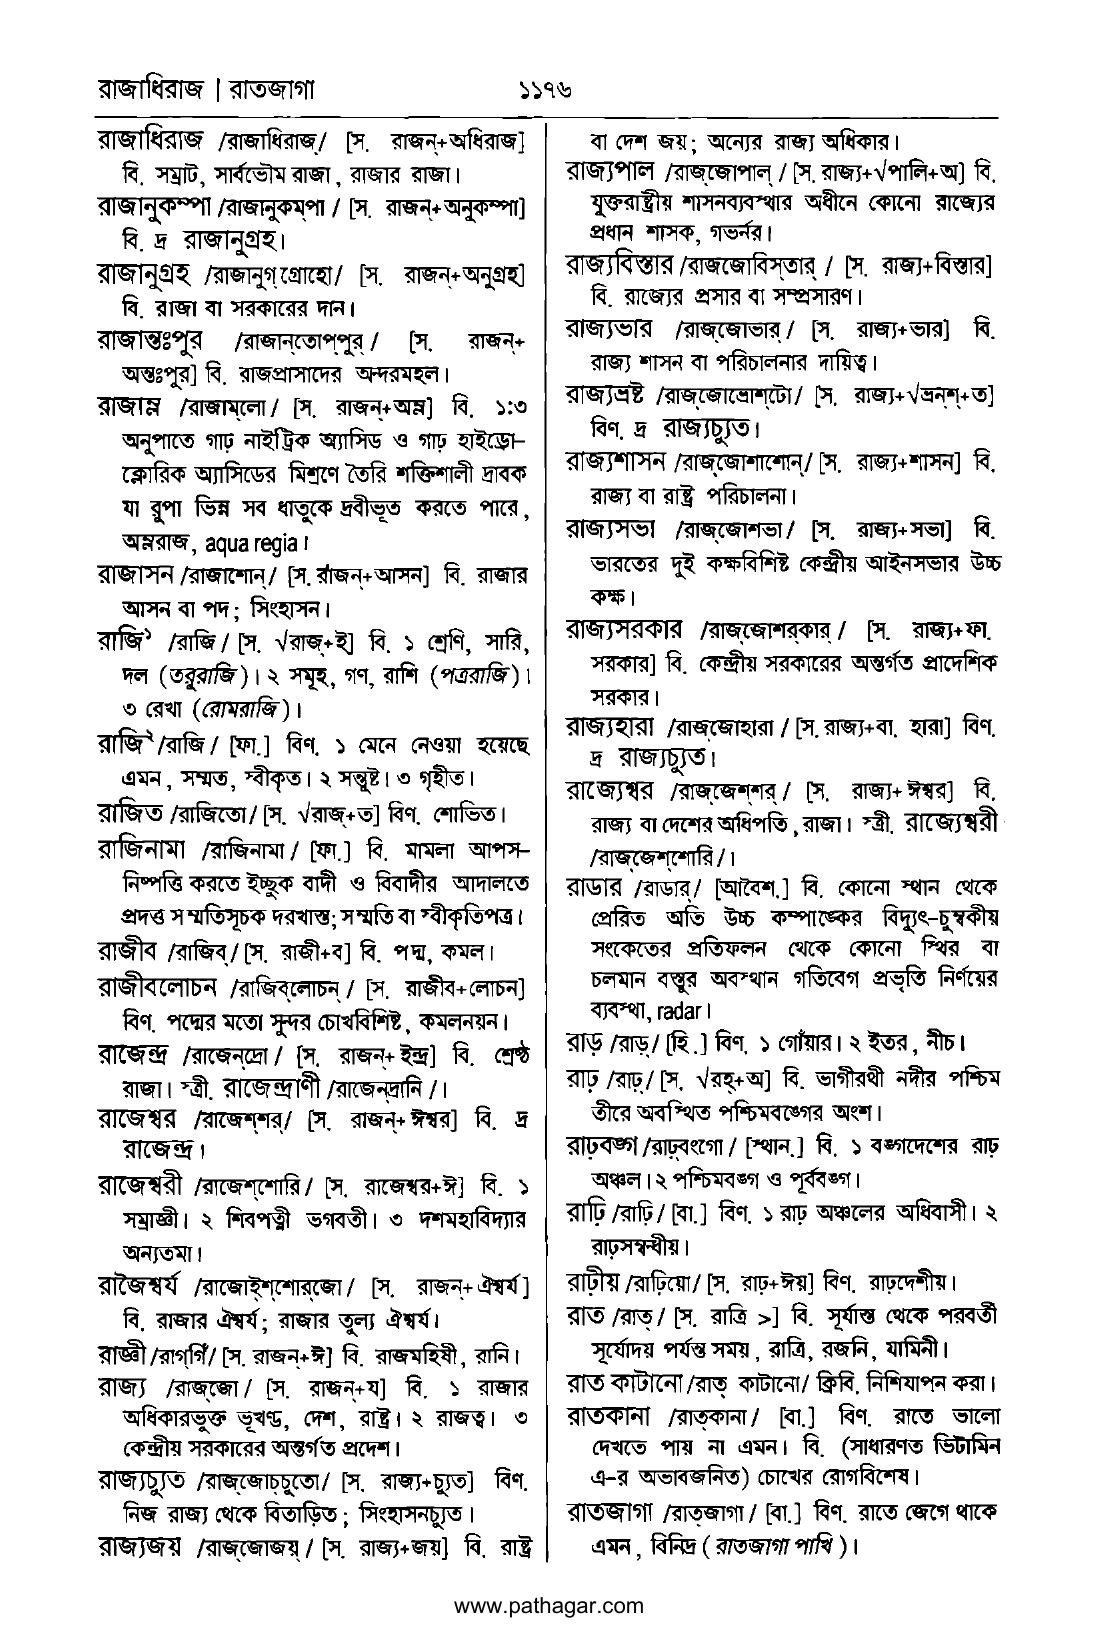 রাজাধিরাজ | রাতজাগা
১১৭৬
রাজাধিরাজ /রাজাধিরাজ্/ [স. রাজন্+অধিরাজ]
বি. সম্রাট, সার্বভৌম রাজা, রাজার রাজা।
রাজানুকম্পা /রাজানুকম্পা/ [স. রাজন্+অনুকম্পা]
বি. দ্র রাজানুগ্রহ।
রাজানুগ্রহ /রাজানুগ্গ্রোহো/ [স. রাজন্+অনুগ্রহ]
বি. রাজা বা সরকারের দান।
রাজান্তঃপুর /রাজান্তোপ্পুর্/ [স. রাজন্+
অন্তঃপুর] বি. রাজপ্রাসাদের অন্দরমহল।
রাজাম্ল /রাজাম্লো/ [স. রাজন্+অম্ল] বি. ১:৩
অনুপাতে গাঢ় নাইট্রিক অ্যাসিড ও গাঢ় হাইড্রো-
ক্লোরিক অ্যাসিডের মিশ্রণে তৈরি শক্তিশালী দ্রাবক
যা রুপা ভিন্ন সব ধাতুকে দ্রবীভূত করতে পারে,
অম্লরাজ, aqua regia।
রাজাসন /রাজাশোন্/ [স. রাজন্+আসন] বি. রাজার
আসন বা পদ; সিংহাসন।
রাজি১ /রাজি/ [স. √রাজ্+ই] বি. ১ শ্রেণি, সারি,
দল (তরুরাজি)। ২ সমূহ, গণ, রাশি (পত্ররাজি)।
৩ রেখা (রোমরাজি)।
রাজি২ /রাজি/ [ফা.] বিণ. ১ মেনে নেওয়া হয়েছে
এমন, সম্মত, স্বীকৃত। ২ সন্তুষ্ট। ৩ গৃহীত।
রাজিত /রাজিতো/ [স. √রাজ্+ত] বিণ. শোভিত।
রাজিনামা /রাজিনামা/ [ফা.] বি. মামলা আপস-
নিষ্পত্তি করতে ইচ্ছুক বাদী ও বিবাদীর আদালতে
প্রদত্ত সম্মতিসূচক দরখাস্ত; সম্মতি বা স্বীকৃতিপত্র।
রাজীব /রাজিব্/ [স. রাজী+ব] বি. পদ্ম, কমল।
রাজীবলোচন /রাজিব্লোচন্/ [স. রাজীব+লোচন]
বিণ. পদ্মের মতো সুন্দর চোখবিশিষ্ট, কমলনয়ন।
রাজেন্দ্র /রাজেন্দ্রো/ [স. রাজন্+ইন্দ্র] বি. শ্রেষ্ঠ
রাজা। স্ত্রী. রাজেন্দ্রাণী /রাজেন্দ্রানি/।
রাজেশ্বর /রাজেশ্শর্/ [স. রাজন্+ঈশ্বর] বি. দ্র
রাজেন্দ্র।
রাজেশ্বরী /রাজেশ্শোরি/ [স. রাজেশ্বর+ঈ] বি. ১
সম্রাজ্ঞী। ২ শিবপত্নী ভগবতী। ৩ দশমহাবিদ্যার
অন্যতমা।
রাজৈশ্বর্য /রাজোইশ্শোর্জো/ [স. রাজন্+ঐশ্বর্য]
বি. রাজার ঐশ্বর্য; রাজার তুল্য ঐশ্বর্য।
রাজ্ঞী /রাগ্গিঁ/ [স. রাজন্+ঈ] বি. রাজমহিষী, রানি।
রাজ্য /রাজ্জো/ [স. রাজন্+য] বি. ১ রাজার
অধিকারভুক্ত ভূখণ্ড, দেশ, রাষ্ট্র। ২ রাজত্ব। ৩
কেন্দ্রীয় সরকারের অন্তর্গত প্রদেশ।
রাজ্যচ্যুত /রাজ্জোচ্চুতো/ [স. রাজ্য+চ্যুত] বিণ.
নিজ রাজ্য থেকে বিতাড়িত; সিংহাসনচ্যুত।
রাজ্যজয় /রাজ্জোজয়্/ [স. রাজ্য+জয়] বি. রাষ্ট্র
বা দেশ জয়; অন্যের রাজ্য অধিকার।
রাজ্যপাল /রাজ্জোপাল্/ [স. রাজ্য+√পালি+অ] বি.
যুক্তরাষ্ট্রীয় শাসনব্যবস্থার অধীনে কোনো রাজ্যের
প্রধান শাসক, গভর্নর।
রাজ্যবিস্তার /রাজ্জোবিস্তার্/ [স. রাজ্য+বিস্তার]
বি. রাজ্যের প্রসার বা সম্প্রসারণ।
রাজ্যভার /রাজ্জোভার্/ [স. রাজ্য+ভার] বি.
রাজ্য শাসন বা পরিচালনার দায়িত্ব।
রাজ্যভ্রষ্ট /রাজ্জোভ্রোশ্টো/ [স. রাজ্য+√ভ্রন্শ্+ত]
বিণ. দ্র রাজ্যচ্যুত।
রাজ্যশাসন /রাজ্জোশাশোন্/ [স. রাজ্য+শাসন] বি.
রাজ্য বা রাষ্ট্র পরিচালনা।
রাজ্যসভা /রাজ্জোশভা/ [স. রাজ্য+সভা] বি.
ভারতের দুই কক্ষবিশিষ্ট কেন্দ্রীয় আইনসভার উচ্চ
কক্ষ।
রাজ্যসরকার /রাজ্জোশর্কার্/ [স. রাজ্য+ফা.
সরকার] বি. কেন্দ্রীয় সরকারের অন্তর্গত প্রাদেশিক
সরকার।
রাজ্যহারা /রাজ্জোহারা/ [স. রাজ্য+বা. হারা] বিণ.
দ্র রাজ্যচ্যুত।
রাজ্যেশ্বর /রাজ্জেশ্শর্/ [স. রাজ্য+ঈশ্বর] বি.
রাজ্য বা দেশের অধিপতি, রাজা। স্ত্রী. রাজ্যেশ্বরী
/রাজ্জেশ্শোরি/।
রাডার /রাডার্/ [আবৈশ.] বি. কোনো স্থান থেকে
প্রেরিত অতি উচ্চ কম্পাঙ্কের বিদ্যুৎ-চুম্বকীয়
সংকেতের প্রতিফলন থেকে কোনো স্থির বা
চলমান বস্তুর অবস্থান গতিবেগ প্রভৃতি নির্ণয়ের
ব্যবস্থা, radar।
রাড় /রাড়্/ [হি.] বিণ. ১ গোঁয়ার। ২ ইতর, নীচ।
রাঢ় /রাঢ়্/ [স. √রহ্+অ] বি. ভাগীরথী নদীর পশ্চিম
তীরে অবস্থিত পশ্চিমবঙ্গের অংশ।
রাঢ়বঙ্গ /রাঢ়্বংগো/ [স্থান.] বি. ১ বঙ্গদেশের রাঢ়
অঞ্চল। ২ পশ্চিমবঙ্গ ও পূর্ববঙ্গ।
রাঢ়ি /রাঢ়ি/ [বা.] বিণ. ১ রাঢ় অঞ্চলের অধিবাসী। ২
রাঢ়সম্বন্ধীয়।
রাঢ়ীয় /রাঢ়িয়ো/ [স. রাঢ়+ঈয়] বিণ. রাঢ়দেশীয়।
রাত /রাত্/ [স. রাত্রি >] বি. সূর্যাস্ত থেকে পরবর্তী
সূর্যোদয় পর্যন্ত সময়, রাত্রি, রজনি, যামিনী।
রাত কাটানো /রাত্ কাটানো/ ক্রিবি. নিশিযাপন করা।
রাতকানা /রাত্কানা/ [বা.] বিণ. রাতে ভালো
দেখতে পায় না এমন। বি. (সাধারণত ভিটামিন
এ-র অভাবজনিত) চোখের রোগবিশেষ।
রাতজাগা /রাত্জাগা/ [বা.] বিণ. রাতে জেগে থাকে
এমন, বিনিদ্র (রাতজাগা পাখি)।
www.pathagar.com